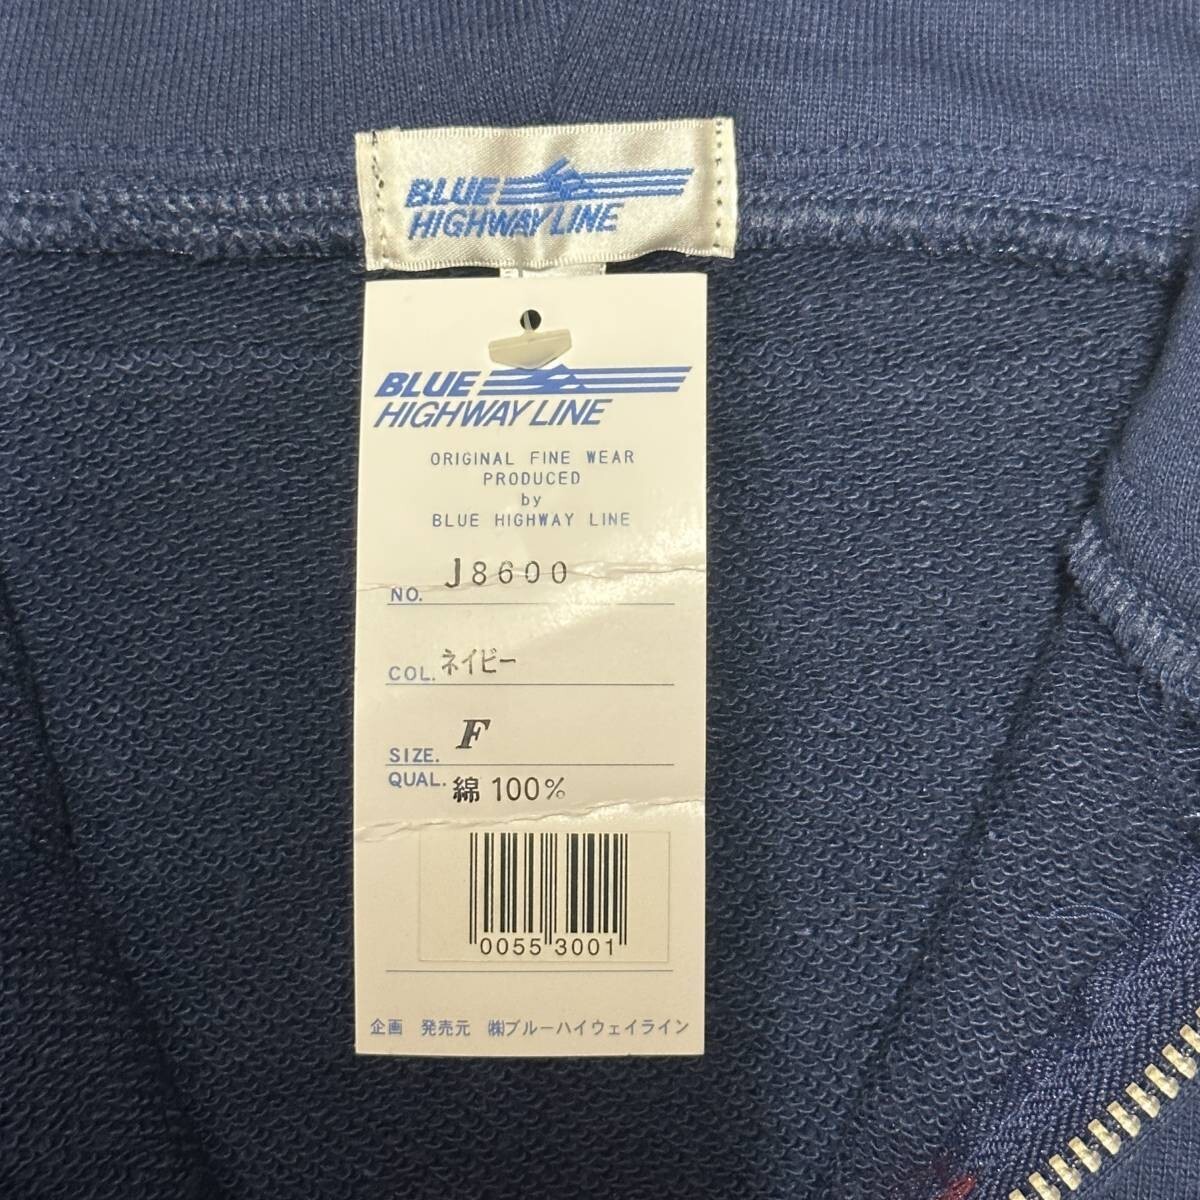 BLUE
HIGHWAY LINE
BLUE
HIGHWAY LINE
ORIGINAL FINE WEAR
PRODUCED
by
BLUE HIGHWAY LINE
NO. J8600
COL. ネイビー
SIZE. F
QUAL. 綿 100%
0055 3001
企画 発売元 ㈱ブルーハイウェイライン